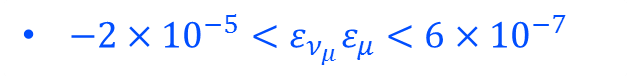 • −2 × 10⁻⁵ < ε_{ν_μ} ε_μ < 6 × 10⁻⁷